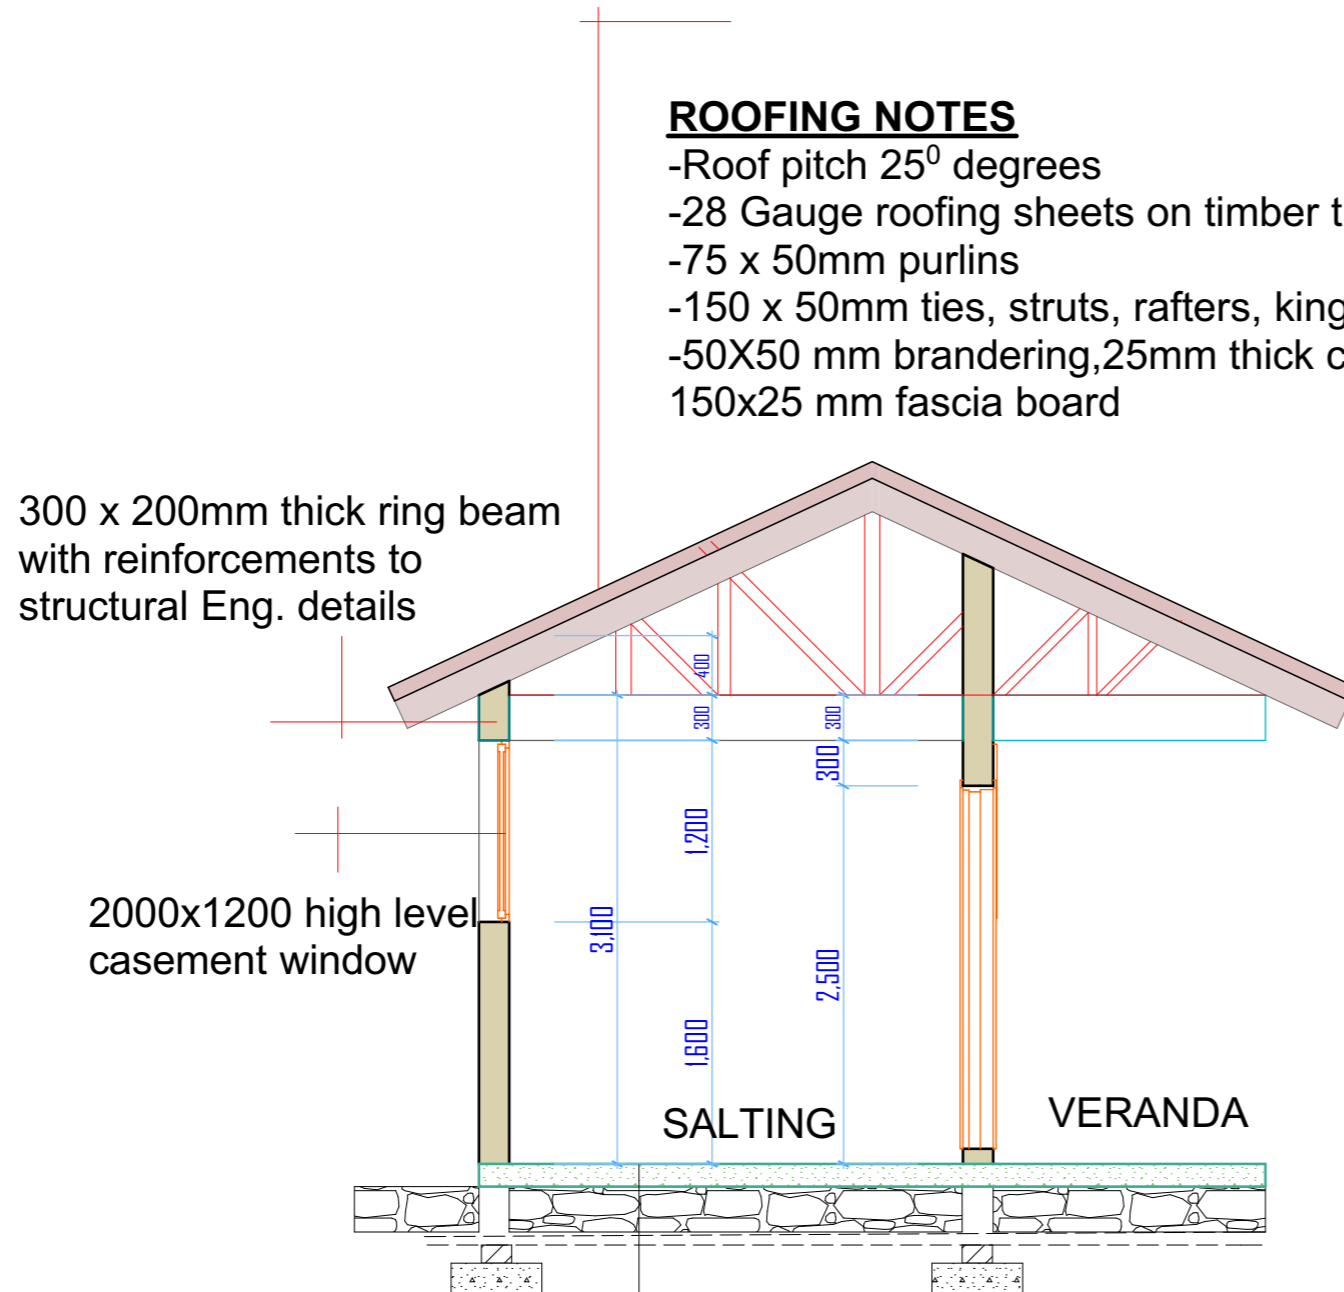 ROOFING NOTES
-Roof pitch 25⁰ degrees
-28 Gauge roofing sheets on timber t
-75 x 50mm purlins
-150 x 50mm ties, struts, rafters, king
-50X50 mm brandering,25mm thick c
150x25 mm fascia board
300 x 200mm thick ring beam
with reinforcements to
structural Eng. details
400
300
300
300
1,200
2000x1200 high level
casement window
3,100
2,500
1,600
SALTING
VERANDA